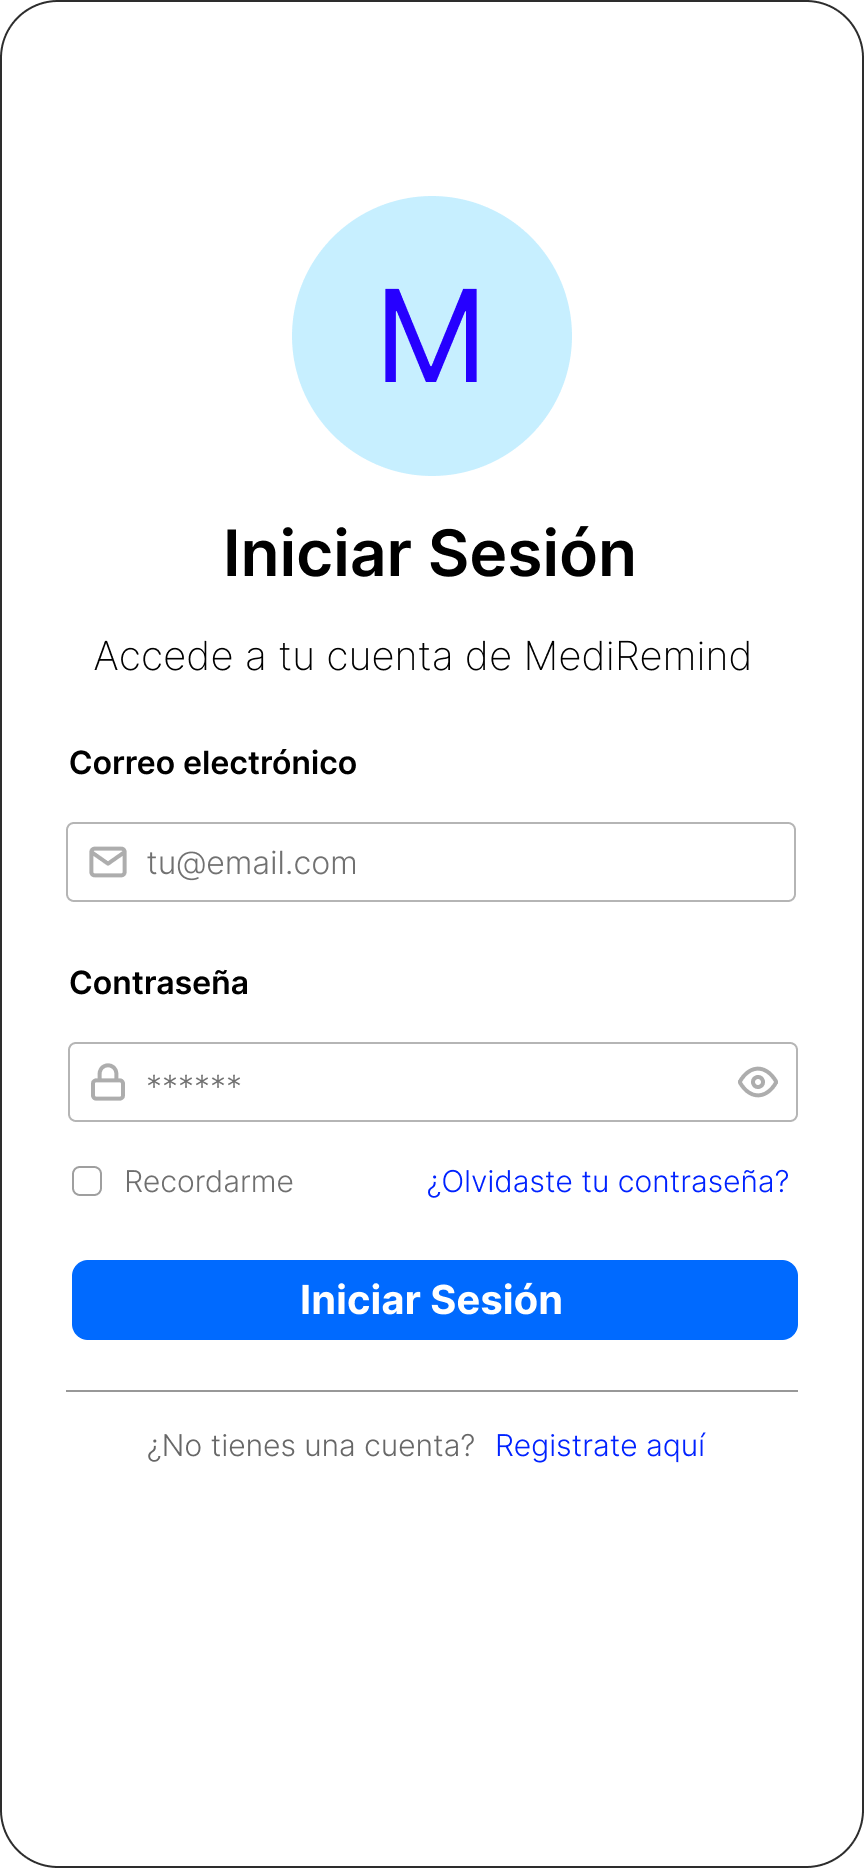 M
Iniciar Sesión
Accede a tu cuenta de MediRemind
Correo electrónico
tu@email.com
Contraseña
******
Recordarme ¿Olvidaste tu contraseña?
Iniciar Sesión
¿No tienes una cuenta? Registrate aquí